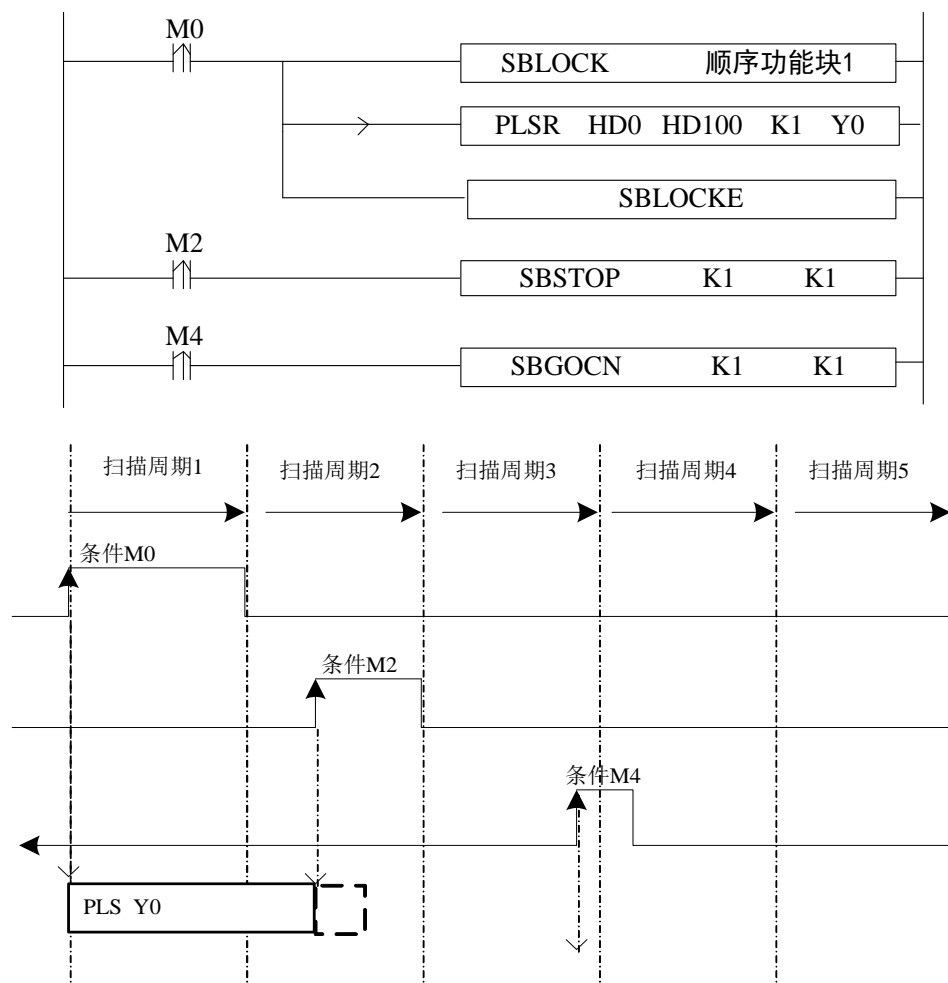 M0
SBLOCK 顺序功能块1
PLSR HD0 HD100 K1 Y0
SBLOCKE
M2
SBSTOP K1 K1
M4
SBGOCN K1 K1
扫描周期1 扫描周期2 扫描周期3 扫描周期4 扫描周期5
条件M0
条件M2
条件M4
PLS Y0